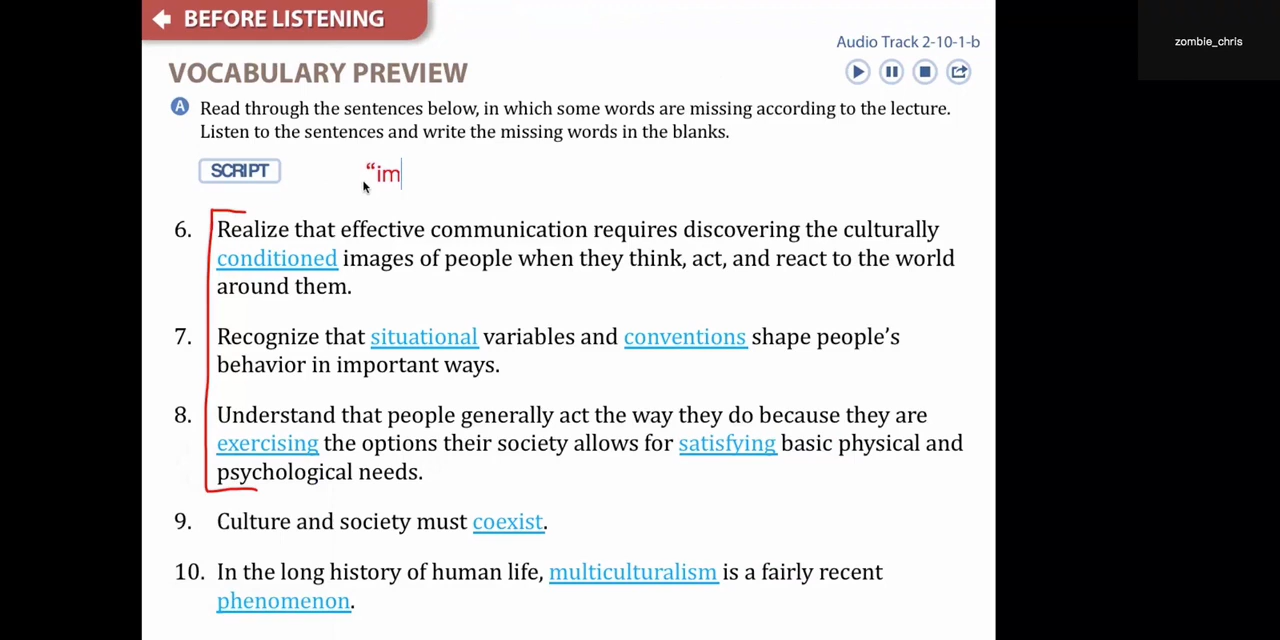 BEFORE LISTENING
zombie_chris
Audio Track 2-10-1-b
VOCABULARY PREVIEW
A Read through the sentences below, in which some words are missing according to the lecture.
Listen to the sentences and write the missing words in the blanks.
SCRIPT
“im
6. Realize that effective communication requires discovering the culturally
conditioned images of people when they think, act, and react to the world
around them.
7. Recognize that situational variables and conventions shape people’s
behavior in important ways.
8. Understand that people generally act the way they do because they are
exercising the options their society allows for satisfying basic physical and
psychological needs.
9. Culture and society must coexist.
10. In the long history of human life, multiculturalism is a fairly recent
phenomenon.